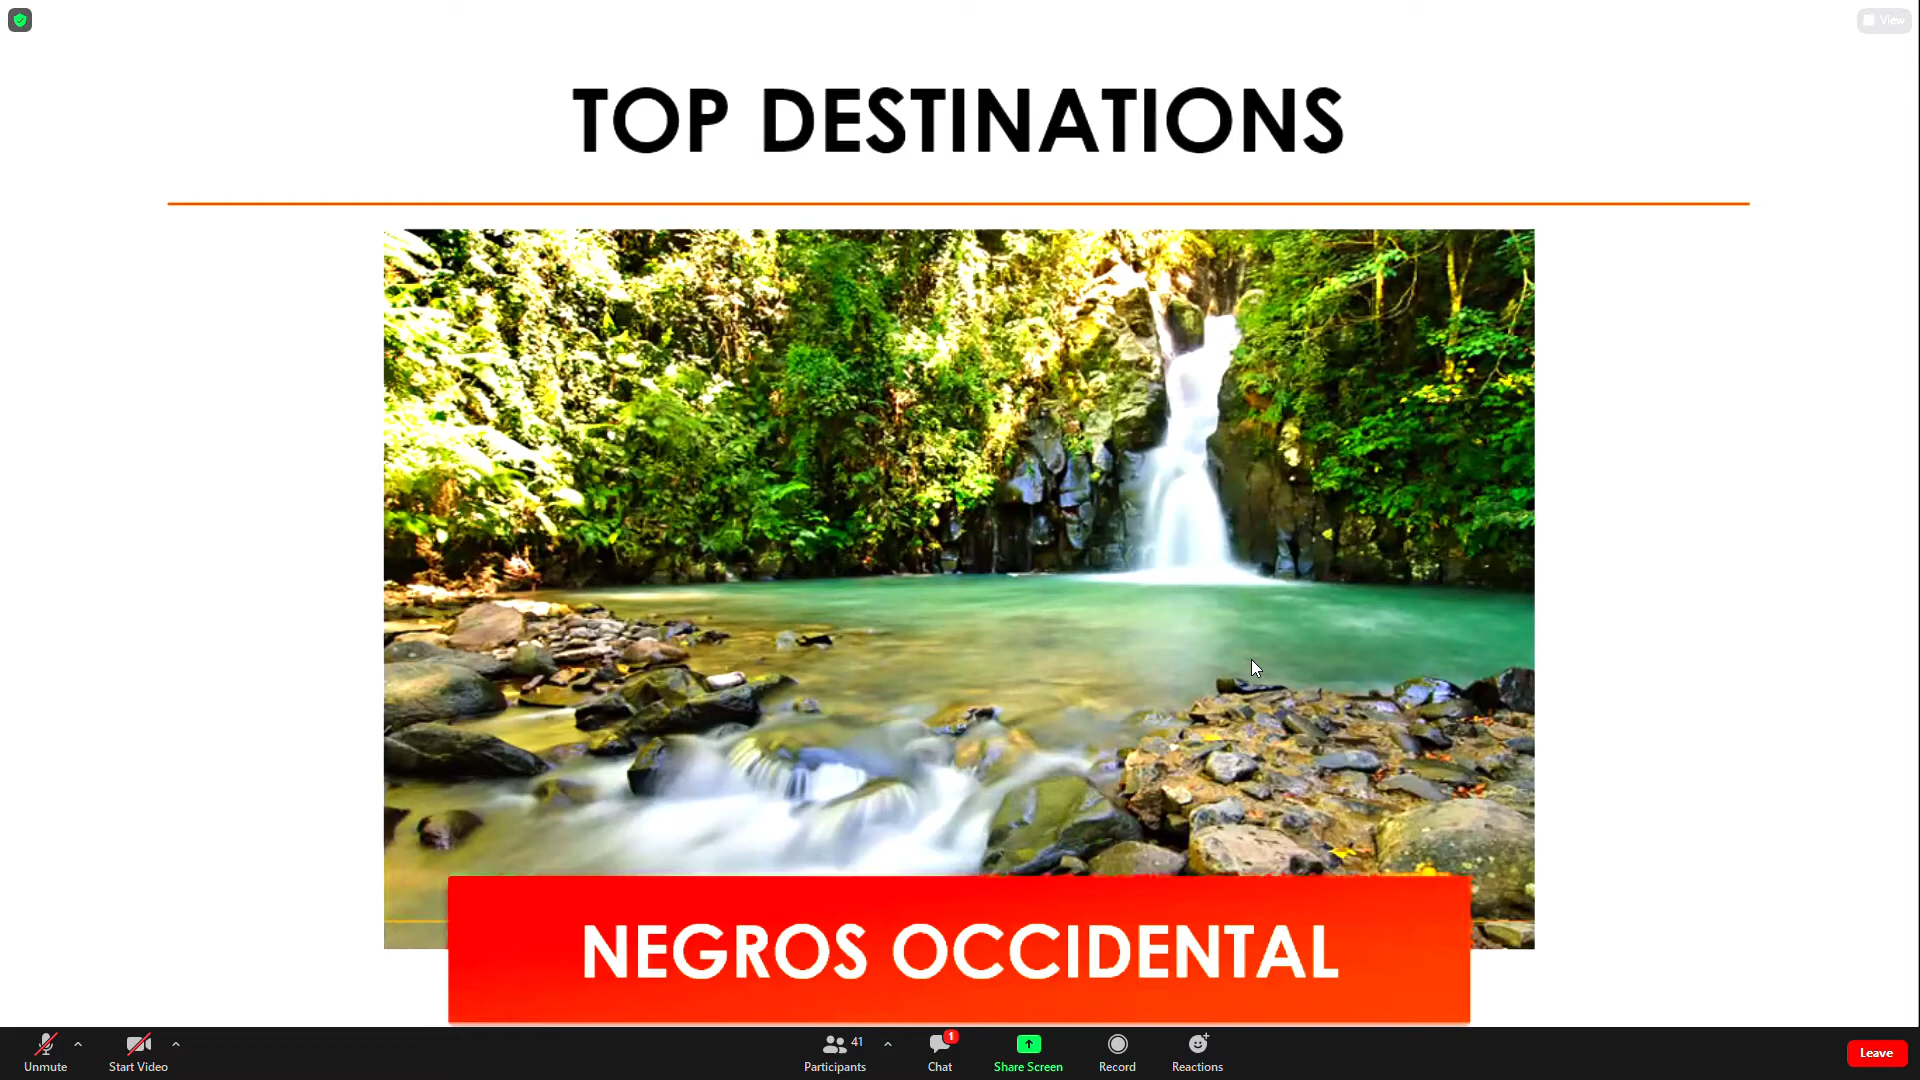 View
TOP DESTINATIONS
NEGROS OCCIDENTAL
Unmute
Start Video
41
Participants
1
Chat
Share Screen
Record
Reactions
Leave